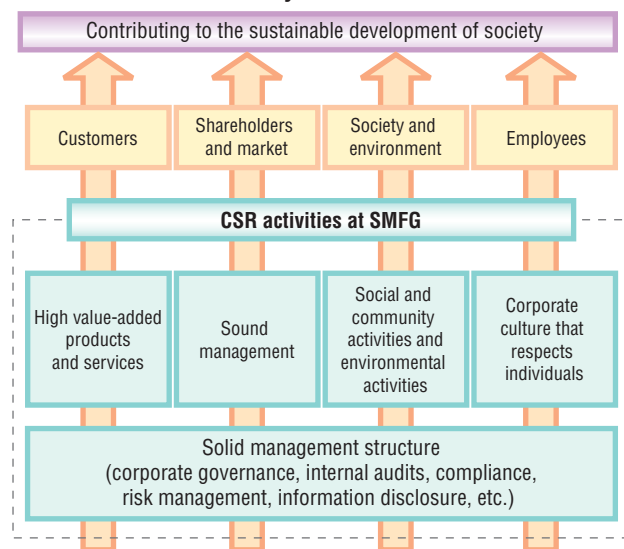 Contributing to the sustainable development of society
Customers
Shareholders
and market
Society and
environment
Employees
CSR activities at SMFG
High value-added
products
and services
Sound
management
Social and
community
activities and
environmental
activities
Corporate
culture that
respects
individuals
Solid management structure
(corporate governance, internal audits, compliance,
risk management, information disclosure, etc.)